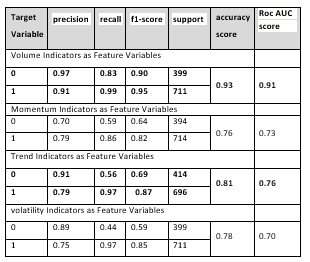 Target Variable precision recall f1-score support accuracy score Roc AUC score
Volume Indicators as Feature Variables
0 0.97 0.83 0.90 399 0.93 0.91
1 0.91 0.99 0.95 711
Momentum Indicators as Feature Variables
0 0.70 0.59 0.64 394 0.76 0.73
1 0.79 0.86 0.82 714
Trend Indicators as Feature Variables
0 0.91 0.56 0.69 414 0.81 0.76
1 0.79 0.97 0.87 696
volatility Indicators as Feature Variables
0 0.89 0.44 0.59 399 0.78 0.70
1 0.75 0.97 0.85 711